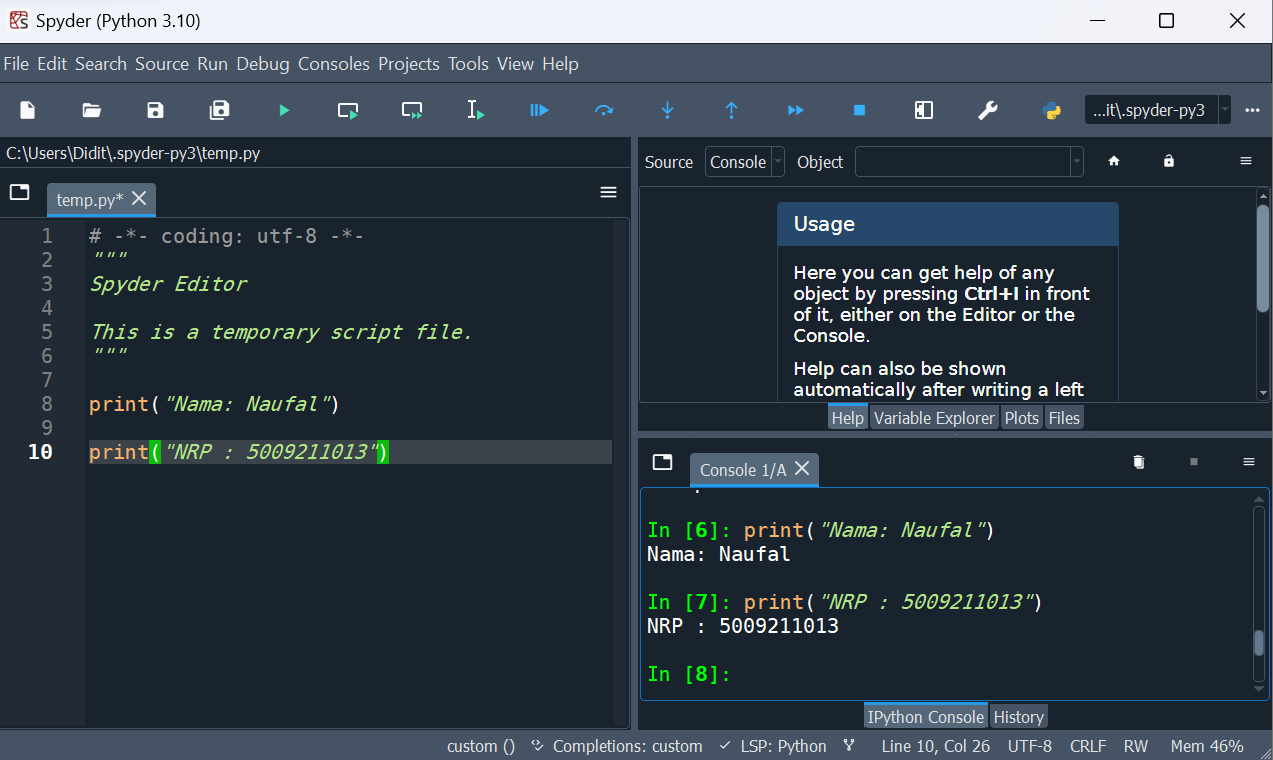 Spyder (Python 3.10)
File Edit Search Source Run Debug Consoles Projects Tools View Help
...it\.spyder-py3
C:\Users\Didit\.spyder-py3\temp.py
temp.py*
1 # -*- coding: utf-8 -*-
2 """
3 Spyder Editor
4
5 This is a temporary script file.
6 """
7
8 print("Nama: Naufal")
9
10 print("NRP : 5009211013")
Source Console Object
Usage
Here you can get help of any
object by pressing Ctrl+I in front
of it, either on the Editor or the
Console.
Help can also be shown
automatically after writing a left
Help Variable Explorer Plots Files
Console 1/A
In [6]: print("Nama: Naufal")
Nama: Naufal
In [7]: print("NRP : 5009211013")
NRP : 5009211013
In [8]:
IPython Console History
custom () Completions: custom LSP: Python Line 10, Col 26 UTF-8 CRLF RW Mem 46%